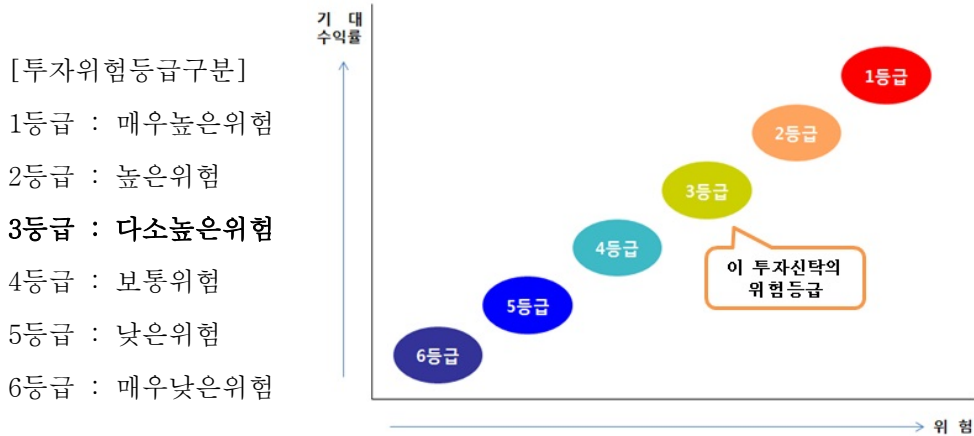 [투자위험등급구분]
1등급 : 매우높은위험
2등급 : 높은위험
3등급 : 다소높은위험
4등급 : 보통위험
5등급 : 낮은위험
6등급 : 매우낮은위험
기 대
수익률
1등급
2등급
3등급
4등급
5등급
6등급
이 투자신탁의
위험등급
위 험